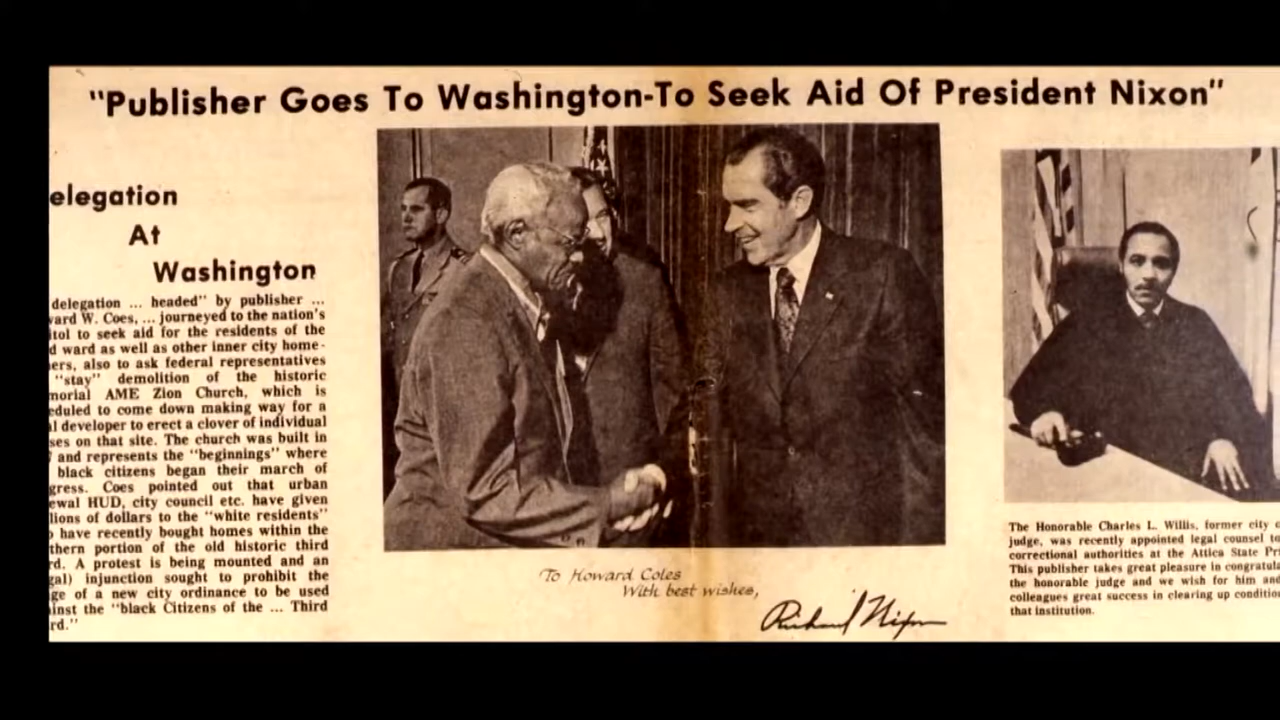 "Publisher Goes To Washington-To Seek Aid Of President Nixon"
elegation
At
Washington
delegation ... headed" by publisher ...
vard W. Coes, ... journeyed to the nation's
itol to seek aid for the residents of the
d ward as well as other inner city home-
ers, also to ask federal representatives
"stay" demolition of the historic
morial AME Zion Church, which is
eduled to come down making way for a
l developer to erect a clover of individual
ses on that site. The church was built in
and represents the "beginnings" where
black citizens began their march of
gress. Coes pointed out that urban
ewal HUD, city council etc. have given
lions of dollars to the "white residents"
o have recently bought homes within the
thern portion of the old historic third
rd. A protest is being mounted and an
gal) injunction sought to prohibit the
ge of a new city ordinance to be used
inst the "black Citizens of the ... Third
rd."
To Howard Coles
With best wishes,
Richard Nixon
The Honorable Charles L. Willis, former city c
judge, was recently appointed legal counsel to
correctional authorities at the Attica State Pri
This publisher takes great pleasure in congratula
the honorable judge and we wish for him and
colleagues great success in clearing up condition
that institution.